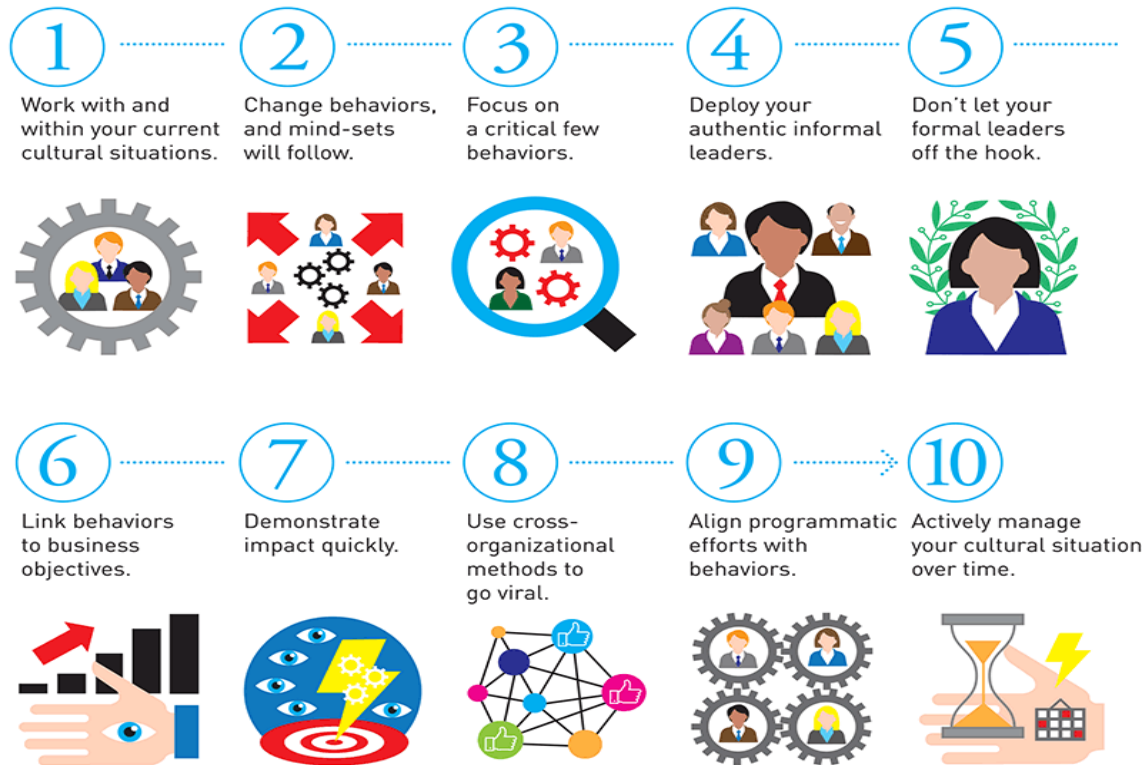 1
Work with and
within your current
cultural situations.
2
Change behaviors,
and mind-sets
will follow.
3
Focus on
a critical few
behaviors.
4
Deploy your
authentic informal
leaders.
5
Don't let your
formal leaders
off the hook.
6
Link behaviors
to business
objectives.
7
Demonstrate
impact quickly.
8
Use cross-
organizational
methods to
go viral.
9
Align programmatic
efforts with
behaviors.
10
Actively manage
your cultural situation
over time.